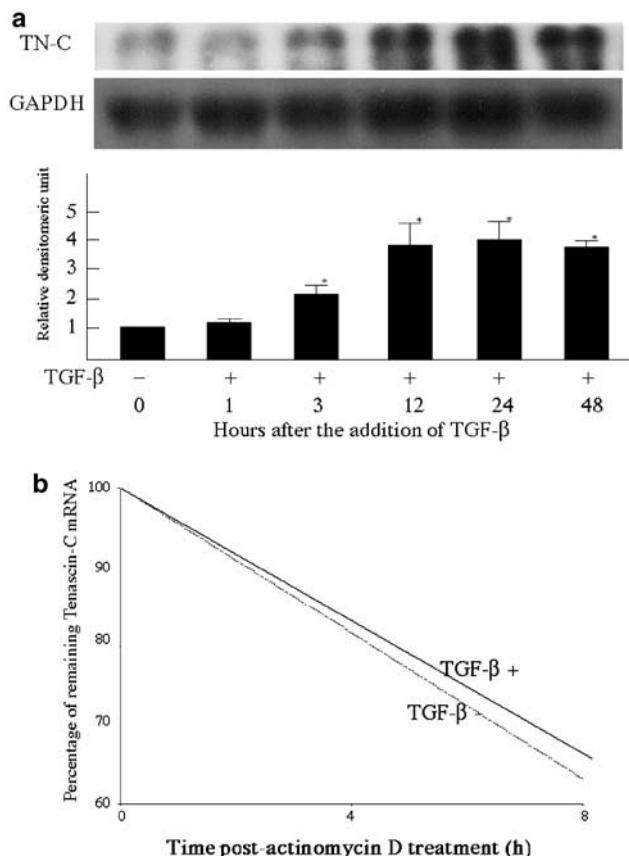 a
TN-C
GAPDH
Relative densitomeric unit
5
4
3
2
1
* * * *
TGF-β − + + + + +
0 1 3 12 24 48
Hours after the addition of TGF-β
b
Percentage of remaining Tenascin-C mRNA
100
90
80
70
60
TGF-β +
TGF-β -
0 4 8
Time post-actinomycin D treatment (h)